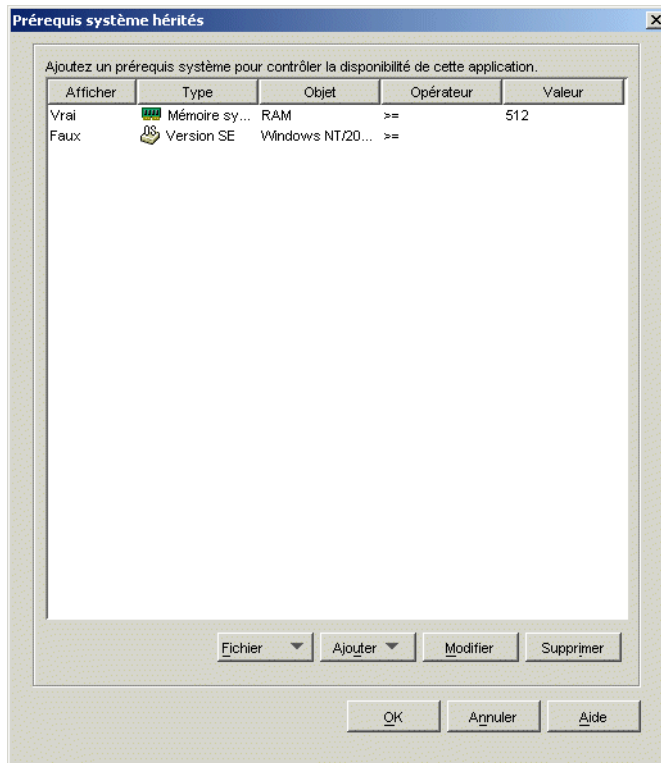 Prérequis système hérités
Ajoutez un prérequis système pour contrôler la disponibilité de cette application.
Afficher Type Objet Opérateur Valeur
Vrai Mémoire sy... RAM >= 512
Faux OS Version SE Windows NT/20... >=
Fichier Ajouter Modifier Supprimer
OK Annuler Aide